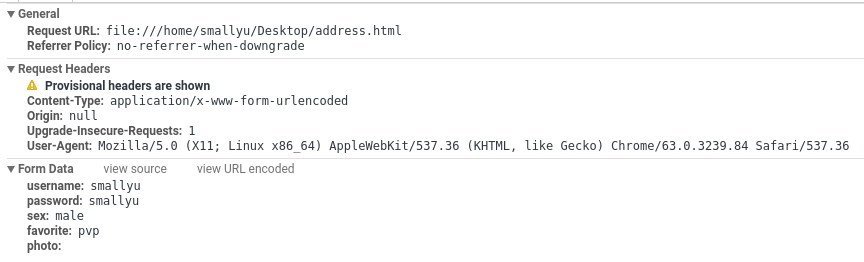 General
Request URL: file:///home/smallyu/Desktop/address.html
Referrer Policy: no-referrer-when-downgrade
Request Headers
Provisional headers are shown
Content-Type: application/x-www-form-urlencoded
Origin: null
Upgrade-Insecure-Requests: 1
User-Agent: Mozilla/5.0 (X11; Linux x86_64) AppleWebKit/537.36 (KHTML, like Gecko) Chrome/63.0.3239.84 Safari/537.36
Form Data view source view URL encoded
username: smallyu
password: smallyu
sex: male
favorite: pvp
photo: